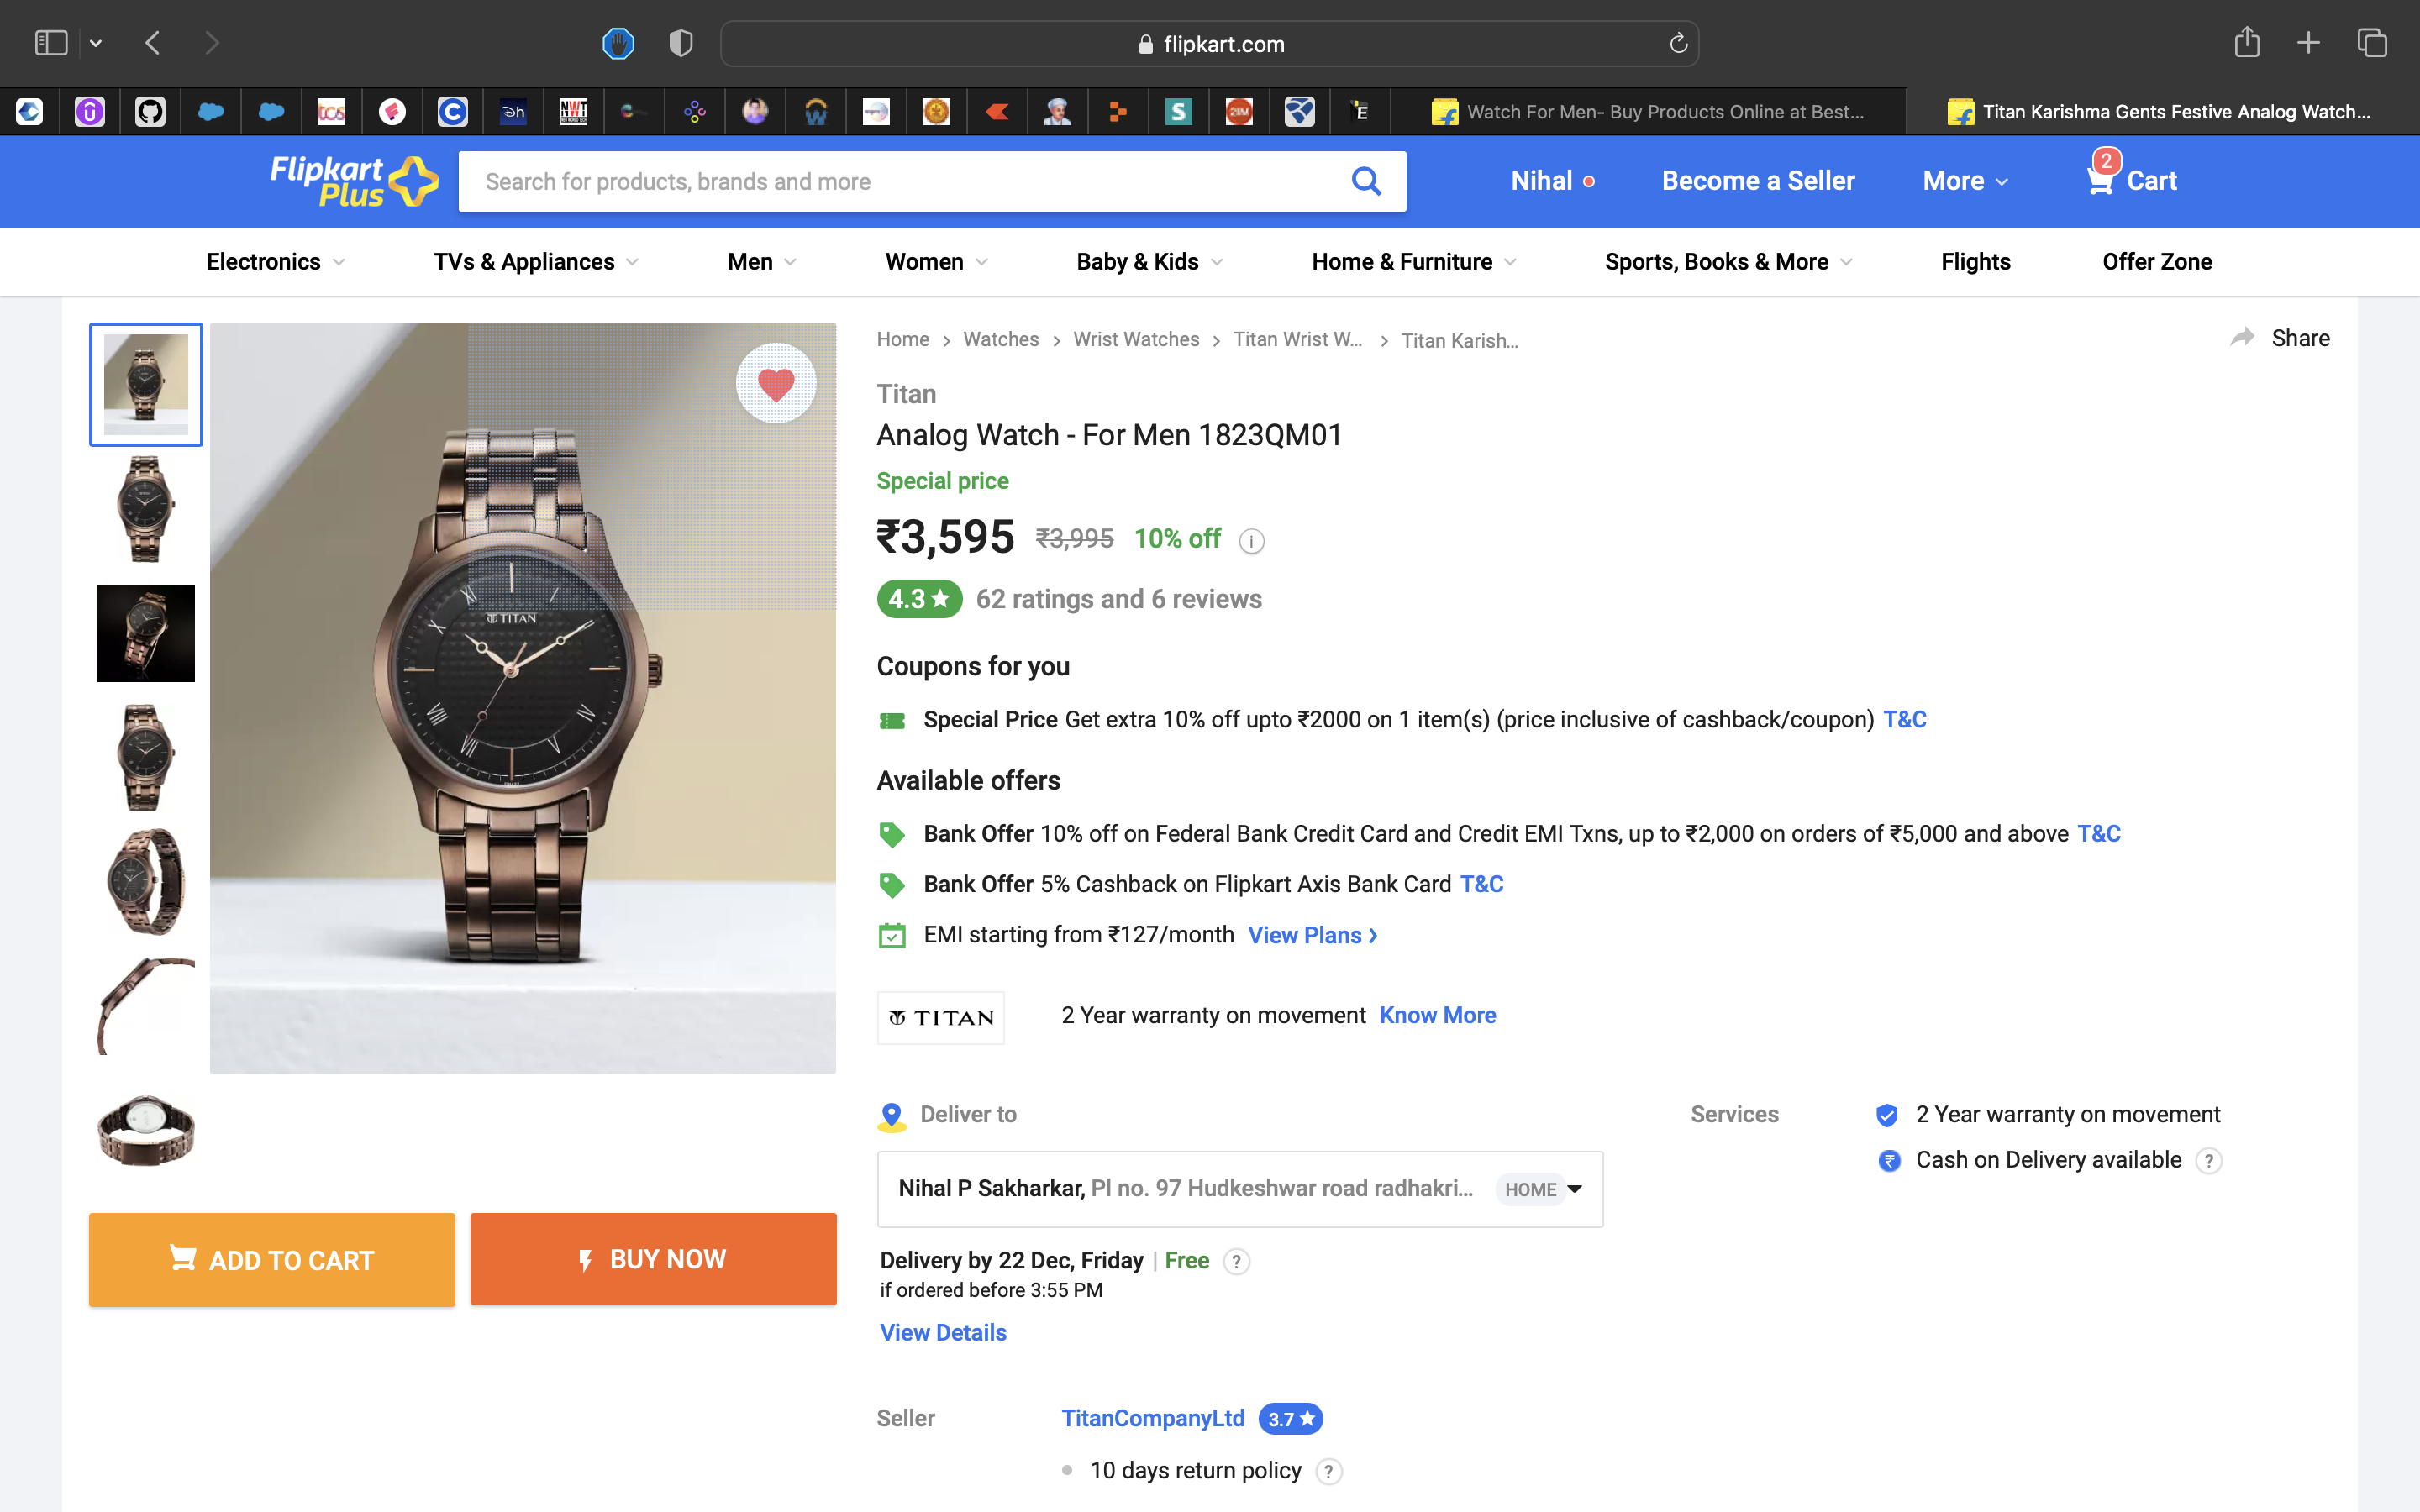 flipkart.com
Watch For Men- Buy Products Online at Best...
Titan Karishma Gents Festive Analog Watch...
Flipkart
Plus
Search for products, brands and more
Nihal
Become a Seller
More
2
Cart
Electronics
TVs & Appliances
Men
Women
Baby & Kids
Home & Furniture
Sports, Books & More
Flights
Offer Zone
Home
Watches
Wrist Watches
Titan Wrist W...
Titan Karish...
Share
Titan
Analog Watch - For Men 1823QM01
Special price
₹3,595 ₹3,995 10% off
4.3 ★ 62 ratings and 6 reviews
Coupons for you
Special Price Get extra 10% off upto ₹2000 on 1 item(s) (price inclusive of cashback/coupon) T&C
Available offers
Bank Offer 10% off on Federal Bank Credit Card and Credit EMI Txns, up to ₹2,000 on orders of ₹5,000 and above T&C
Bank Offer 5% Cashback on Flipkart Axis Bank Card T&C
EMI starting from ₹127/month View Plans ›
TITAN
2 Year warranty on movement Know More
Deliver to
Nihal P Sakharkar, Pl no. 97 Hudkeshwar road radhakri... HOME
Delivery by 22 Dec, Friday | Free ?
if ordered before 3:55 PM
View Details
Services
2 Year warranty on movement
Cash on Delivery available ?
Seller
TitanCompanyLtd 3.7 ★
10 days return policy ?
TITAN
ADD TO CART
BUY NOW